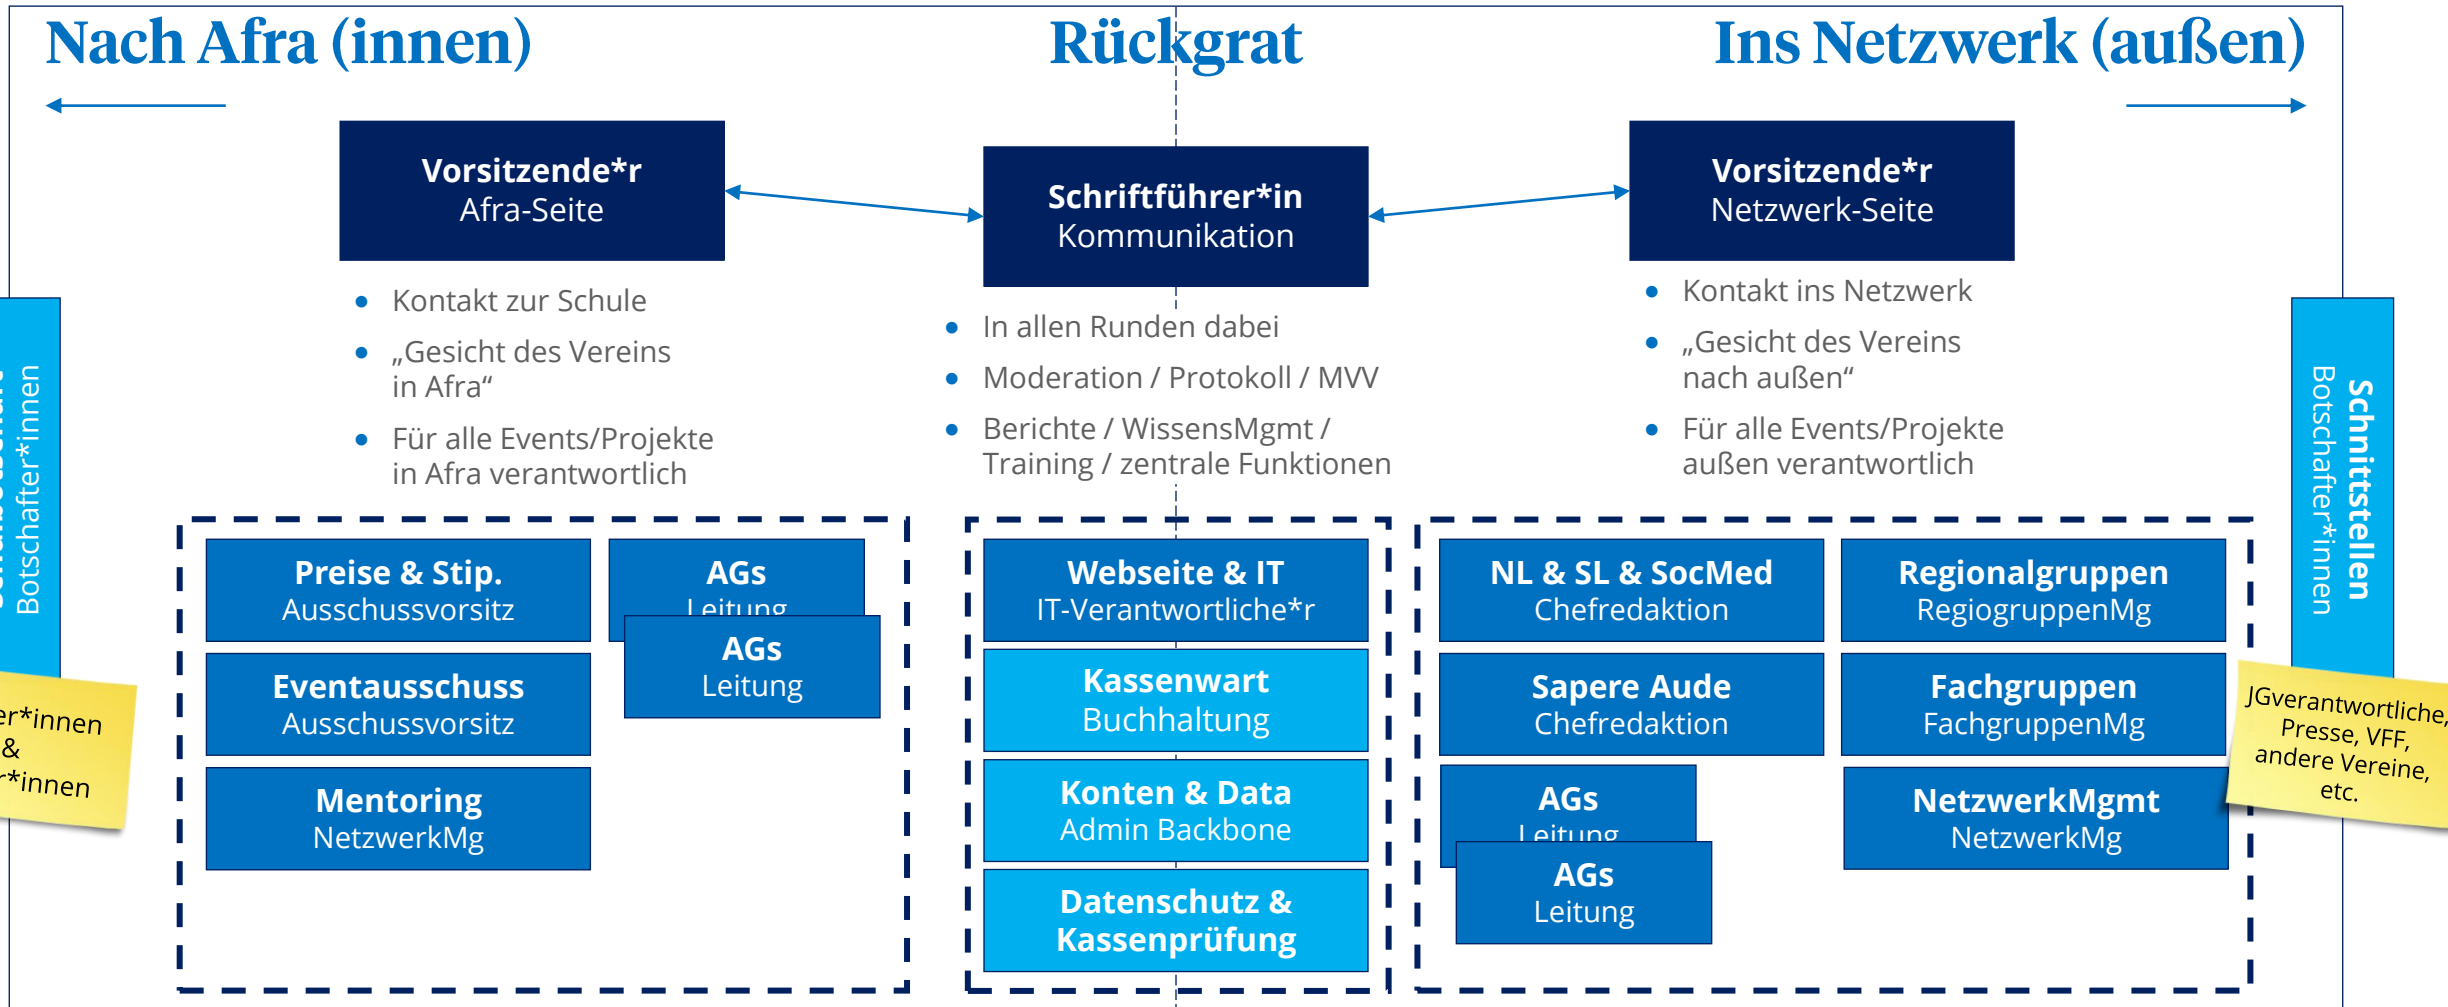 Nach Afra (innen)
Rückgrat
Ins Netzwerk (außen)
Vorsitzende*r
Afra-Seite
Schriftführer*in
Kommunikation
Vorsitzende*r
Netzwerk-Seite
Kontakt zur Schule
„Gesicht des Vereins
in Afra“
Für alle Events/Projekte
in Afra verantwortlich
In allen Runden dabei
Moderation / Protokoll / MVV
Berichte / WissensMgmt /
Training / zentrale Funktionen
Kontakt ins Netzwerk
„Gesicht des Vereins
nach außen“
Für alle Events/Projekte
außen verantwortlich
Botschafter*innen
&
Preise & Stip.
Ausschussvorsitz
Eventausschuss
Ausschussvorsitz
Mentoring
NetzwerkMg
AGs
Leitung
AGs
Leitung
Webseite & IT
IT-Verantwortliche*r
Kassenwart
Buchhaltung
Konten & Data
Admin Backbone
Datenschutz &
Kassenprüfung
NL & SL & SocMed
Chefredaktion
Sapere Aude
Chefredaktion
AGs
Leitung
AGs
Leitung
Regionalgruppen
RegiogruppenMg
Fachgruppen
FachgruppenMg
NetzwerkMgmt
NetzwerkMg
Schnittstellen
Botschafter*innen
JGverantwortliche,
Presse, VFF,
andere Vereine,
etc.